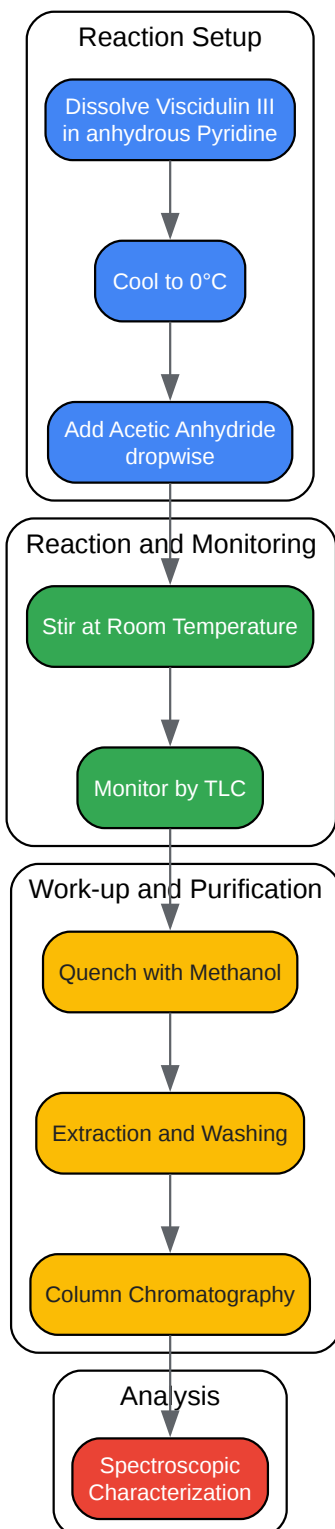 Reaction Setup
Dissolve Viscidulin III
in anhydrous Pyridine
Cool to 0°C
Add Acetic Anhydride
dropwise
Reaction and Monitoring
Stir at Room Temperature
Monitor by TLC
Work-up and Purification
Quench with Methanol
Extraction and Washing
Column Chromatography
Analysis
Spectroscopic
Characterization